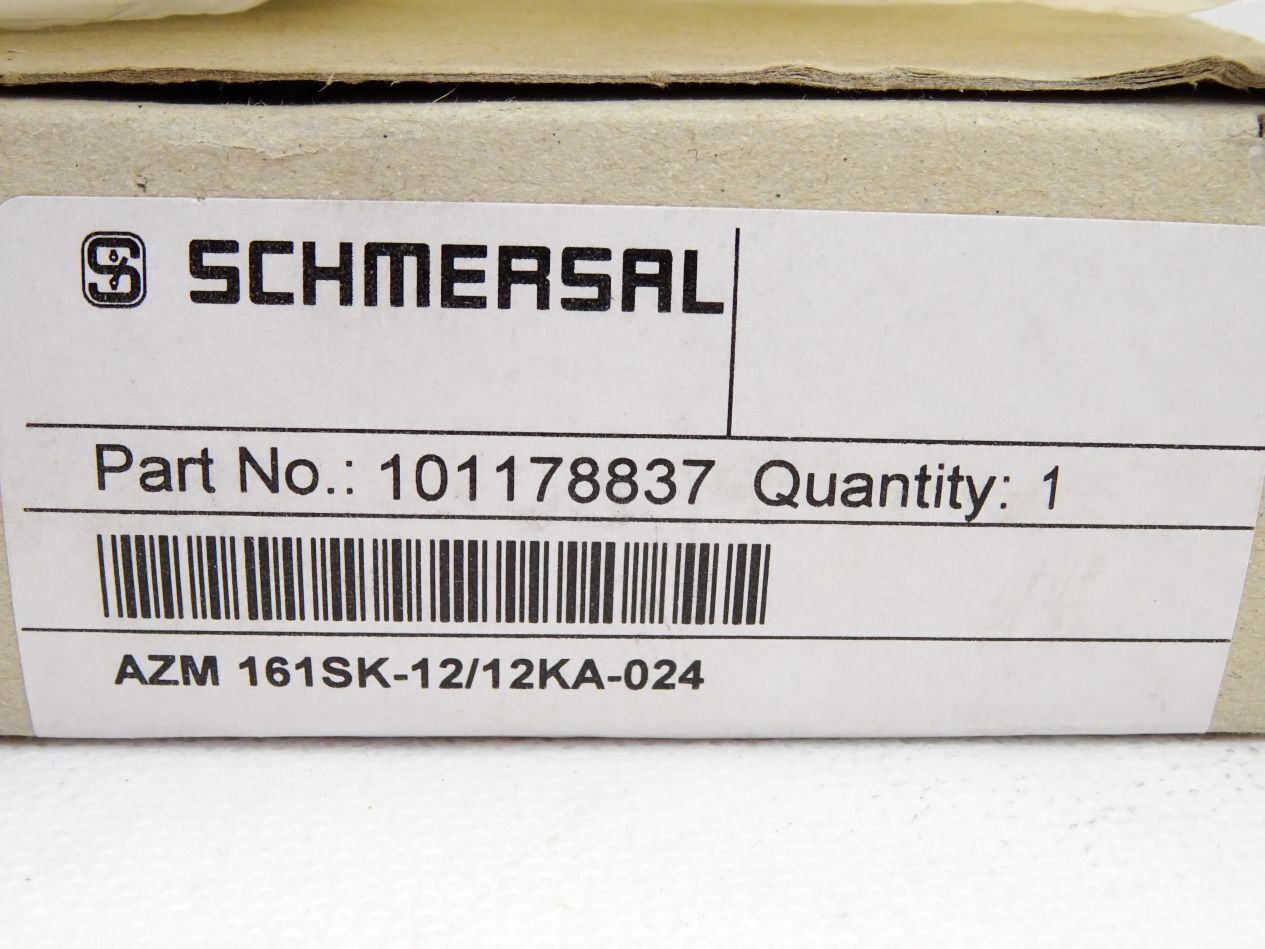 SCHMERSAL
Part No.: 101178837 Quantity: 1
AZM 161SK-12/12KA-024